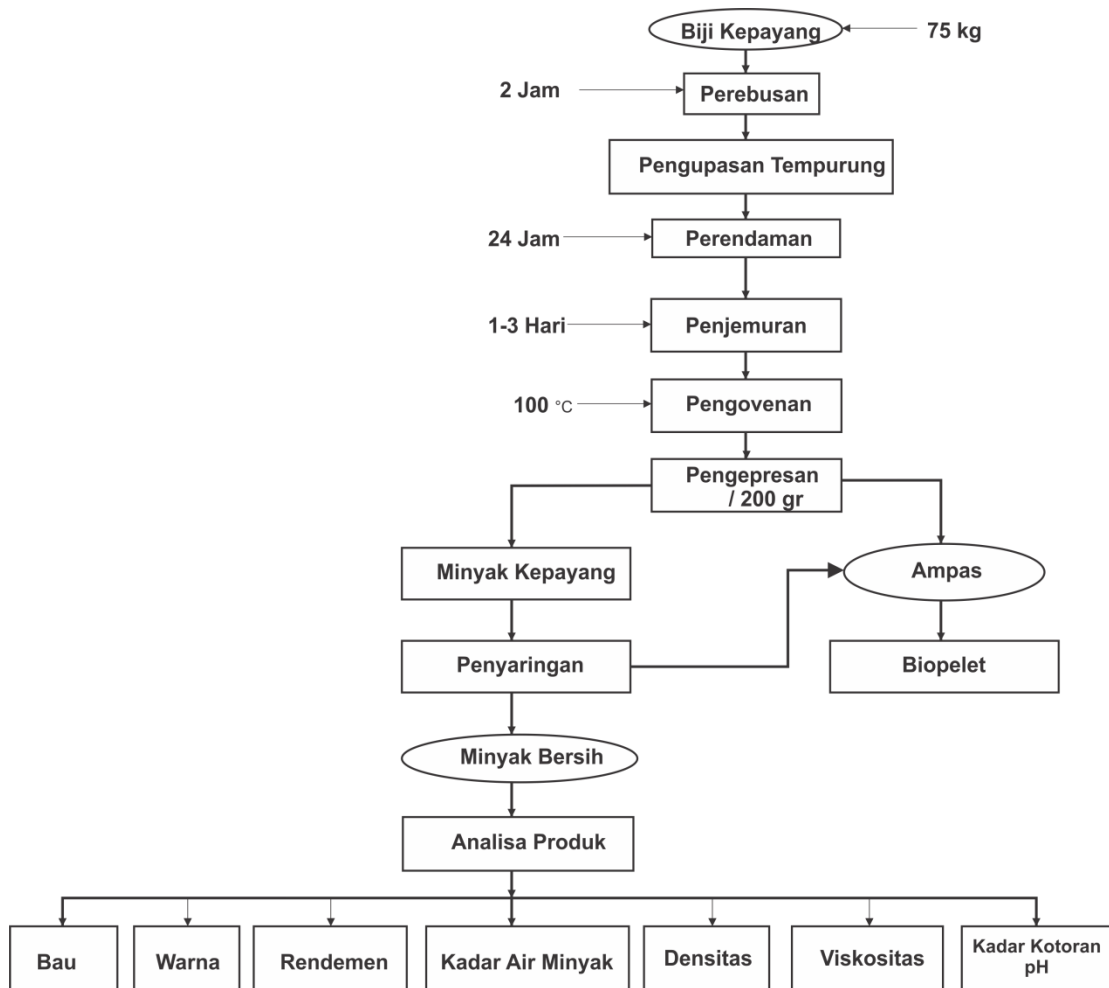 Biji Kepayang
75 kg
2 Jam
Perebusan
Pengupasan Tempurung
24 Jam
Perendaman
1-3 Hari
Penjemuran
100 °C
Pengovenan
Pengepresan
/ 200 gr
Minyak Kepayang
Ampas
Penyaringan
Biopelet
Minyak Bersih
Analisa Produk
Bau
Warna
Rendemen
Kadar Air Minyak
Densitas
Viskositas
Kadar Kotoran
pH